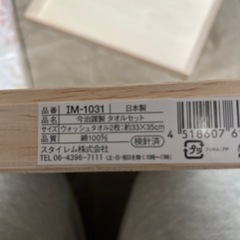 品番 IM-1031 日本製
品名 今治謹製 タオルセット
サイズ ウォッシュタオル2枚:約33×35cm
品質 綿100% 検針済
スタイレム株式会社
TEL 06-4396-7111
4 518607 6